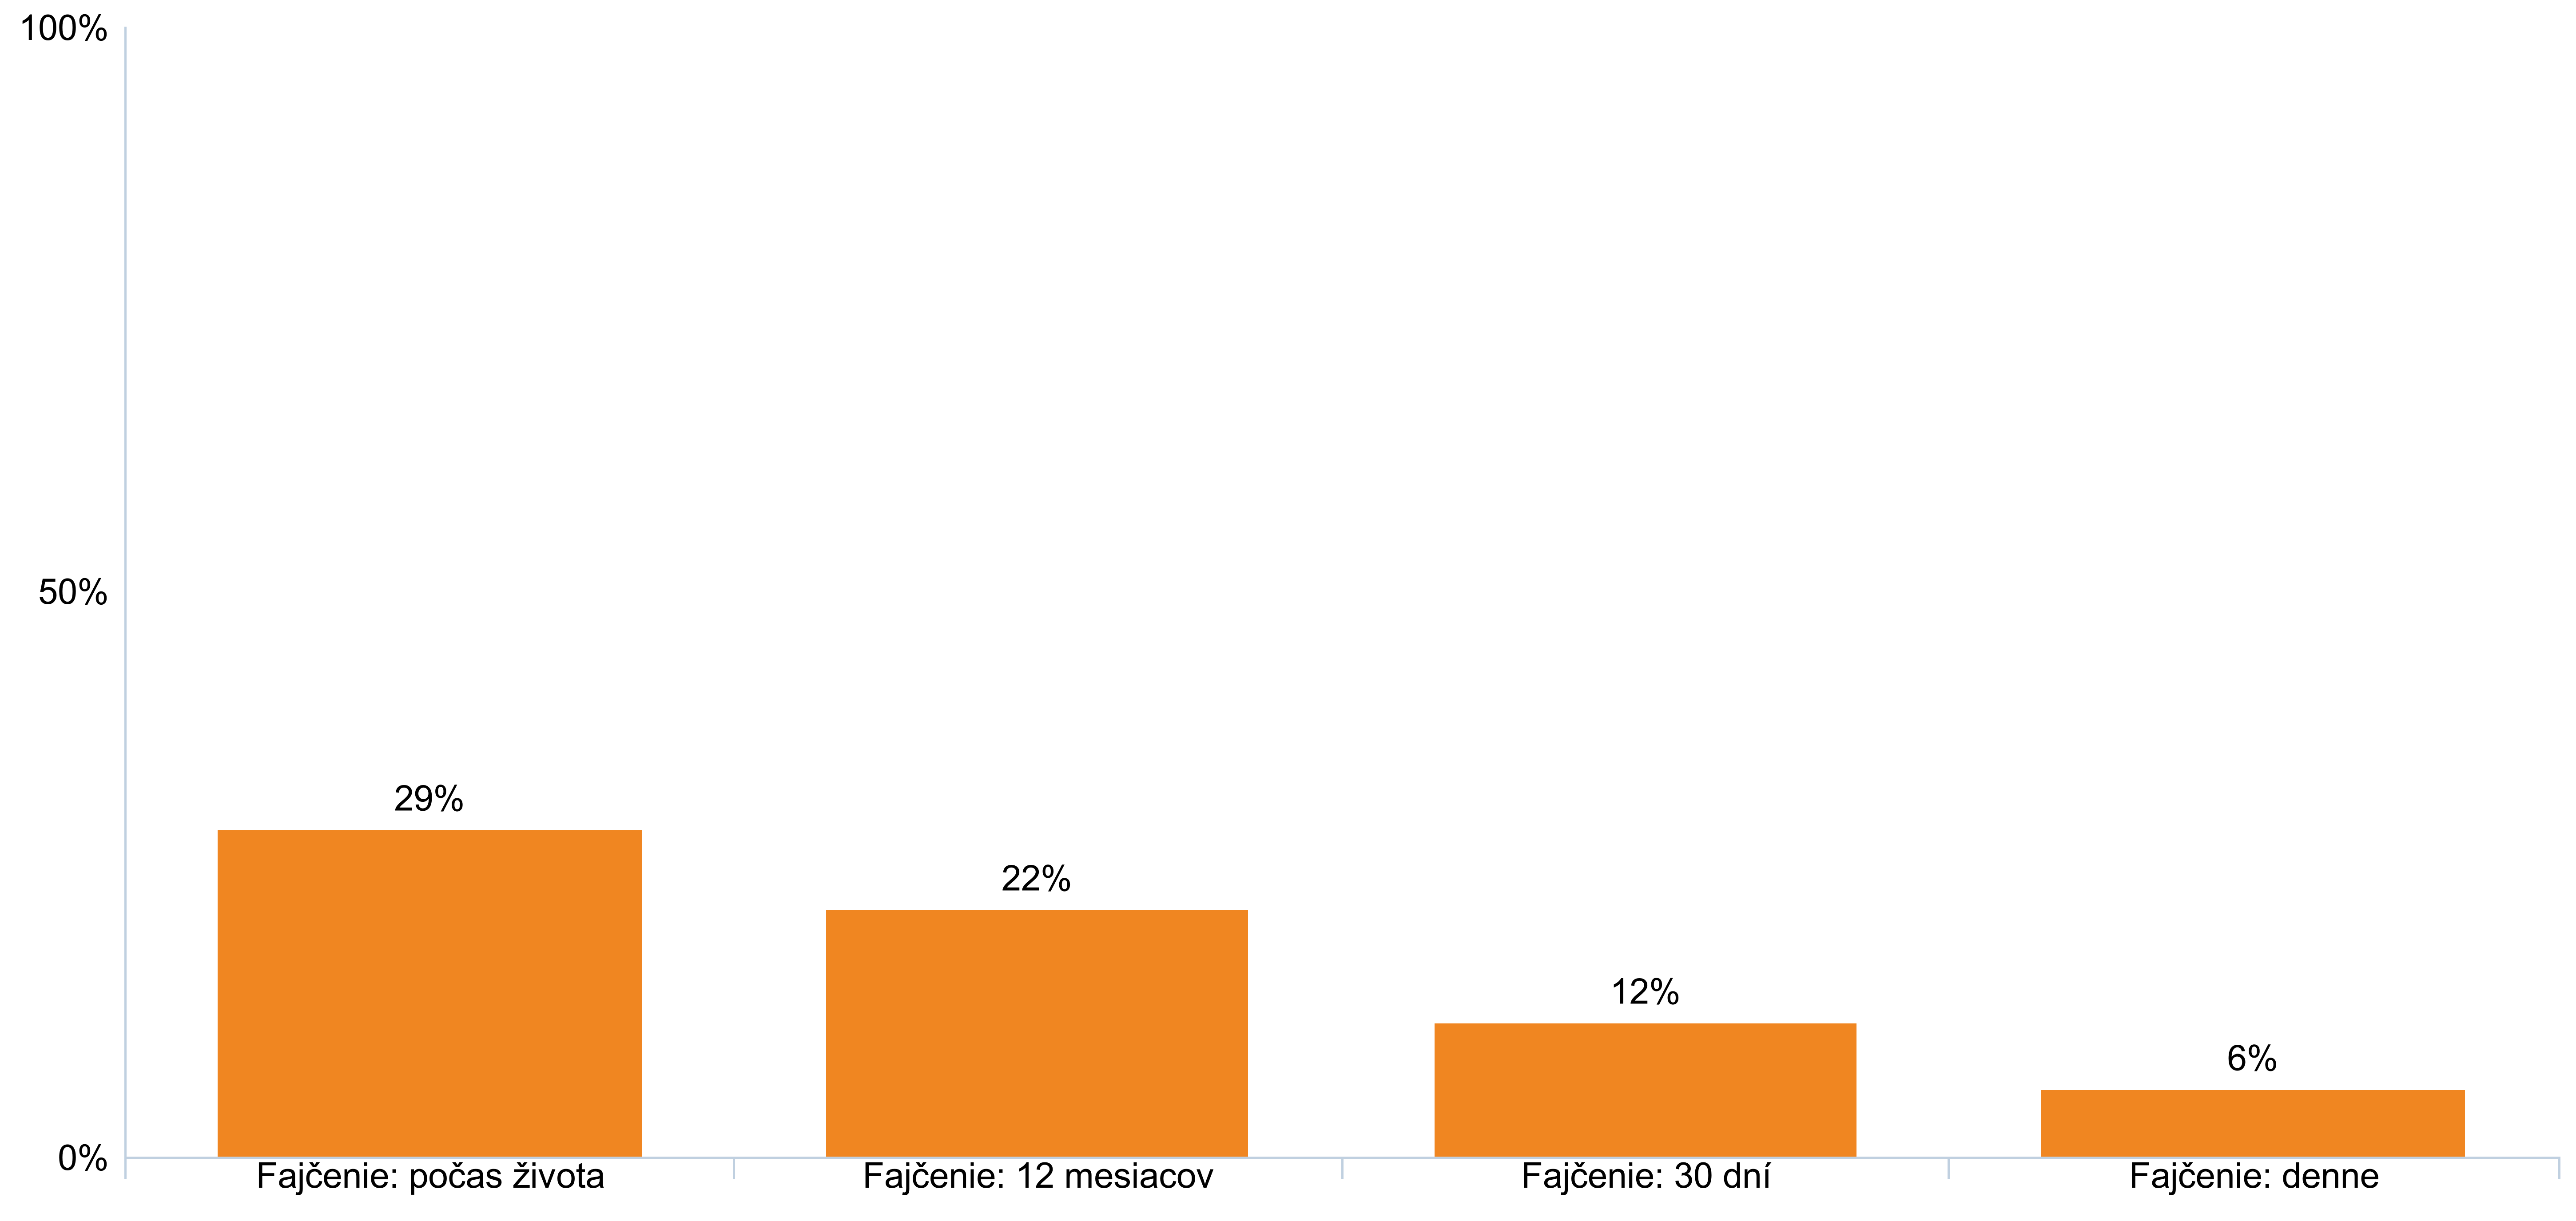 100%
50%
0%
29%
22%
12%
6%
Fajčenie: počas života
Fajčenie: 12 mesiacov
Fajčenie: 30 dní
Fajčenie: denne